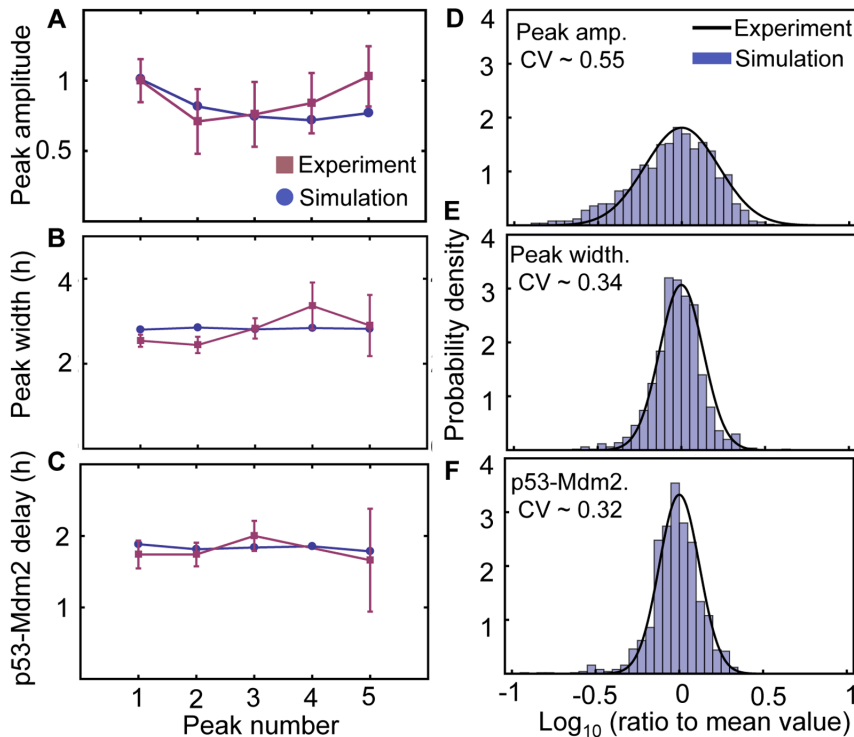 A
Peak amplitude
1
0.5
Experiment
Simulation
B
Peak width (h)
4
2
C
p53-Mdm2 delay (h)
2
1
1 2 3 4 5
Peak number
D
4
3
2
1
Peak amp.
CV ~ 0.55
Experiment
Simulation
E
4
3
2
1
Peak width.
CV ~ 0.34
Probability density
F
4
3
2
1
p53-Mdm2.
CV ~ 0.32
-1 -0.5 0 0.5 1
Log10 (ratio to mean value)